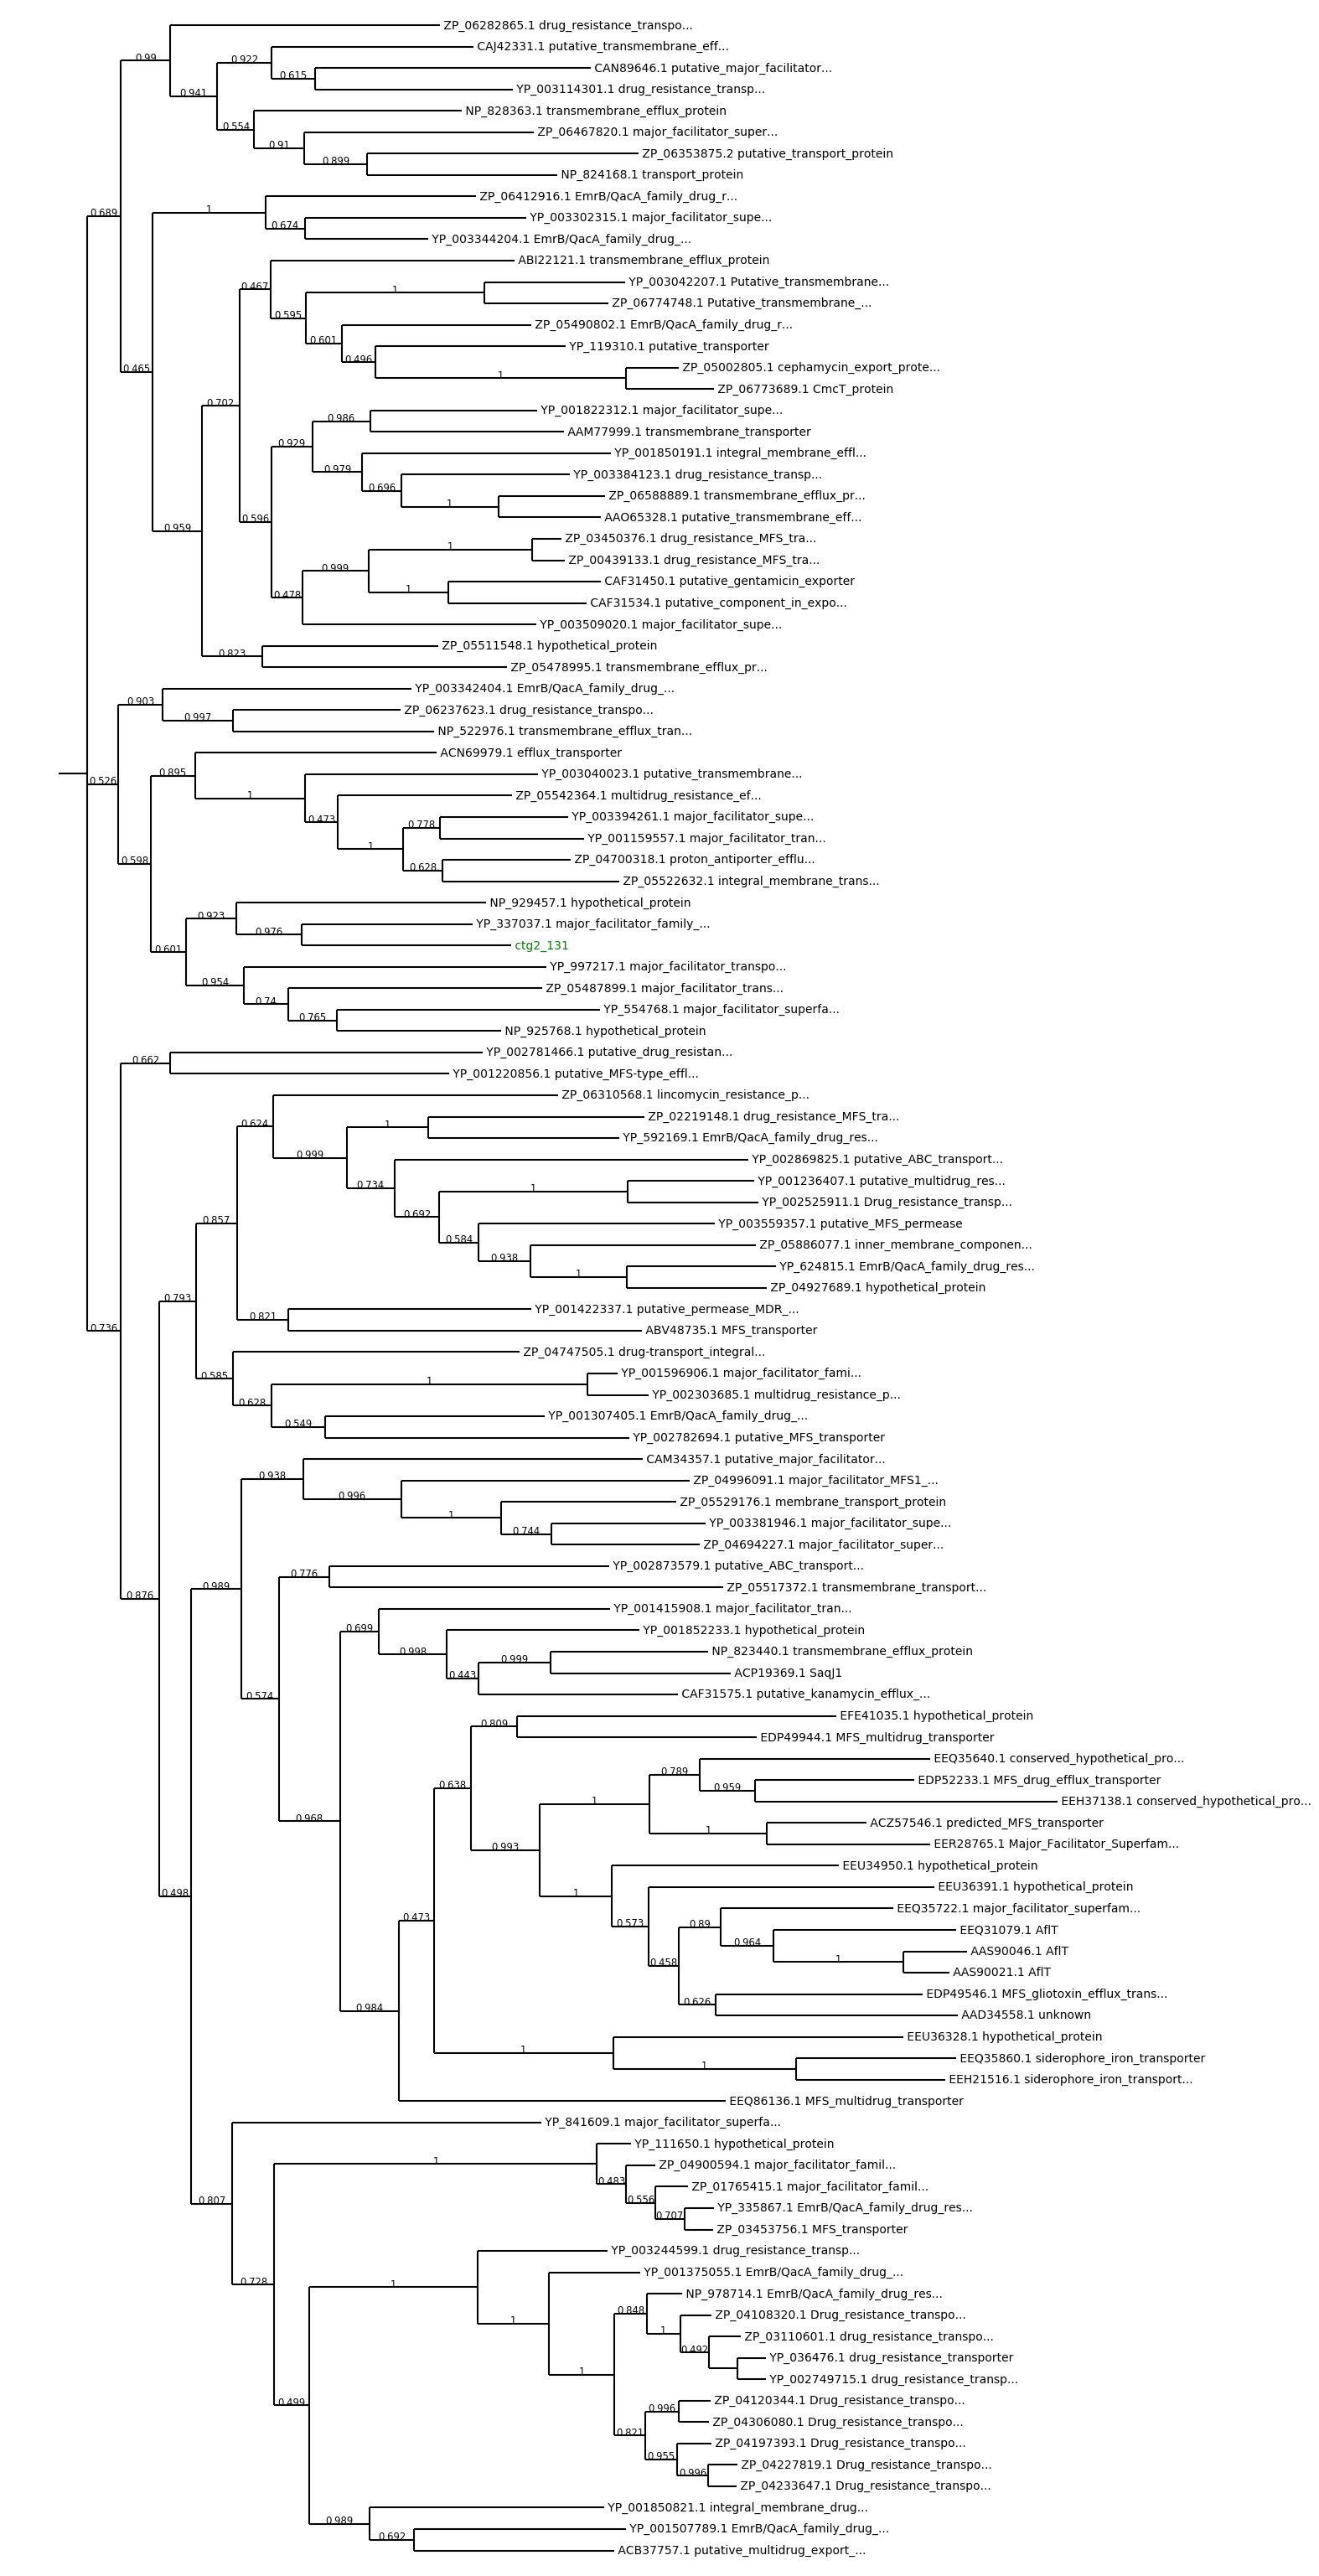 ZP_06282865.1 drug_resistance_transpo...
CAJ42331.1 putative_transmembrane_eff...
0.99
0.922
CAN89646.1 putative_major_facilitator...
0.615
YP_003114301.1 drug_resistance_transp...
0.941
NP_828363.1 transmembrane_efflux_protein
0.554
ZP_06467820.1 major_facilitator_super...
0.91
ZP_06353875.2 putative_transport_protein
0.899
NP_824168.1 transport_protein
ZP_06412916.1 EmrB/QacA_family_drug_r...
0.689
1
YP_003302315.1 major_facilitator_supe...
0.674
YP_003344204.1 EmrB/QacA_family_drug_...
ABI22121.1 transmembrane_efflux_protein
0.467
YP_003042207.1 Putative_transmembrane...
1
ZP_06774748.1 Putative_transmembrane_...
0.595
ZP_05490802.1 EmrB/QacA_family_drug_r...
0.601
YP_119310.1 putative_transporter
0.496
0.465
ZP_05002805.1 cephamycin_export_prote...
1
ZP_06773689.1 CmcT_protein
0.702
YP_001822312.1 major_facilitator_supe...
0.986
AAM77999.1 transmembrane_transporter
0.929
YP_001850191.1 integral_membrane_effl...
0.979
YP_003384123.1 drug_resistance_transp...
0.696
ZP_06588889.1 transmembrane_efflux_pr...
1
AAO65328.1 putative_transmembrane_eff...
0.596
0.959
ZP_03450376.1 drug_resistance_MFS_tra...
1
ZP_00439133.1 drug_resistance_MFS_tra...
0.999
CAF31450.1 putative_gentamicin_exporter
1
0.478
CAF31534.1 putative_component_in_expo...
YP_003509020.1 major_facilitator_supe...
ZP_05511548.1 hypothetical_protein
0.823
ZP_05478995.1 transmembrane_efflux_pr...
YP_003342404.1 EmrB/QacA_family_drug_...
0.903
ZP_06237623.1 drug_resistance_transpo...
0.997
NP_522976.1 transmembrane_efflux_tran...
ACN69979.1 efflux_transporter
0.895
0.526
YP_003040023.1 putative_transmembrane...
1
ZP_05542364.1 multidrug_resistance_ef...
0.473
YP_003394261.1 major_facilitator_supe...
0.778
YP_001159557.1 major_facilitator_tran...
1
0.598
ZP_04700318.1 proton_antiporter_efflu...
0.628
ZP_05522632.1 integral_membrane_trans...
NP_929457.1 hypothetical_protein
0.923
YP_337037.1 major_facilitator_family_...
0.976
ctg2_131
0.601
YP_997217.1 major_facilitator_transpo...
0.954
ZP_05487899.1 major_facilitator_trans...
0.74
YP_554768.1 major_facilitator_superfa...
0.765
NP_925768.1 hypothetical_protein
YP_002781466.1 putative_drug_resistan...
0.662
YP_001220856.1 putative_MFS-type_effl...
ZP_06310568.1 lincomycin_resistance_p...
0.624
ZP_02219148.1 drug_resistance_MFS_tra...
1
YP_592169.1 EmrB/QacA_family_drug_res...
0.999
YP_002869825.1 putative_ABC_transport...
0.734
YP_001236407.1 putative_multidrug_res...
1
YP_002525911.1 Drug_resistance_transp...
0.692
0.857
YP_003559357.1 putative_MFS_permease
0.584
ZP_05886077.1 inner_membrane_componen...
0.938
YP_624815.1 EmrB/QacA_family_drug_res...
1
ZP_04927689.1 hypothetical_protein
0.793
YP_001422337.1 putative_permease_MDR_...
0.821
0.736
ABV48735.1 MFS_transporter
ZP_04747505.1 drug-transport_integral...
0.585
YP_001596906.1 major_facilitator_fami...
1
YP_002303685.1 multidrug_resistance_p...
0.628
YP_001307405.1 EmrB/QacA_family_drug_...
0.549
YP_002782694.1 putative_MFS_transporter
CAM34357.1 putative_major_facilitator...
0.938
ZP_04996091.1 major_facilitator_MFS1_...
0.996
ZP_05529176.1 membrane_transport_protein
1
YP_003381946.1 major_facilitator_supe...
0.744
ZP_04694227.1 major_facilitator_super...
YP_002873579.1 putative_ABC_transport...
0.776
0.989
ZP_05517372.1 transmembrane_transport...
0.876
YP_001415908.1 major_facilitator_tran...
0.699
YP_001852233.1 hypothetical_protein
0.998
NP_823440.1 transmembrane_efflux_protein
0.999
ACP19369.1 SaqJ1
0.443
CAF31575.1 putative_kanamycin_efflux_...
0.574
EFE41035.1 hypothetical_protein
0.809
EDP49944.1 MFS_multidrug_transporter
EEQ35640.1 conserved_hypothetical_pro...
0.789
EDP52233.1 MFS_drug_efflux_transporter
0.959
0.638
EEH37138.1 conserved_hypothetical_pro...
1
0.968
ACZ57546.1 predicted_MFS_transporter
1
EER28765.1 Major_Facilitator_Superfam...
0.993
EEU34950.1 hypothetical_protein
0.498
1
EEU36391.1 hypothetical_protein
0.473
0.573
EEQ35722.1 major_facilitator_superfam...
0.89
EEQ31079.1 AflT
0.964
AAS90046.1 AflT
1
0.458
AAS90021.1 AflT
EDP49546.1 MFS_gliotoxin_efflux_trans...
0.626
0.984
AAD34558.1 unknown
EEU36328.1 hypothetical_protein
1
EEQ35860.1 siderophore_iron_transporter
1
EEH21516.1 siderophore_iron_transport...
EEQ86136.1 MFS_multidrug_transporter
YP_841609.1 major_facilitator_superfa...
YP_111650.1 hypothetical_protein
1
ZP_04900594.1 major_facilitator_famil...
0.483
ZP_01765415.1 major_facilitator_famil...
0.807
0.556
YP_335867.1 EmrB/QacA_family_drug_res...
0.707
ZP_03453756.1 MFS_transporter
YP_003244599.1 drug_resistance_transp...
YP_001375055.1 EmrB/QacA_family_drug_...
0.728
1
NP_978714.1 EmrB/QacA_family_drug_res...
0.848
ZP_04108320.1 Drug_resistance_transpo...
1
1
ZP_03110601.1 drug_resistance_transpo...
0.492
YP_036476.1 drug_resistance_transporter
1
YP_002749715.1 drug_resistance_transp...
0.499
ZP_04120344.1 Drug_resistance_transpo...
0.996
ZP_04306080.1 Drug_resistance_transpo...
0.821
ZP_04197393.1 Drug_resistance_transpo...
0.955
ZP_04227819.1 Drug_resistance_transpo...
0.996
ZP_04233647.1 Drug_resistance_transpo...
YP_001850821.1 integral_membrane_drug...
0.989
YP_001507789.1 EmrB/QacA_family_drug_...
0.692
ACB37757.1 putative_multidrug_export_...